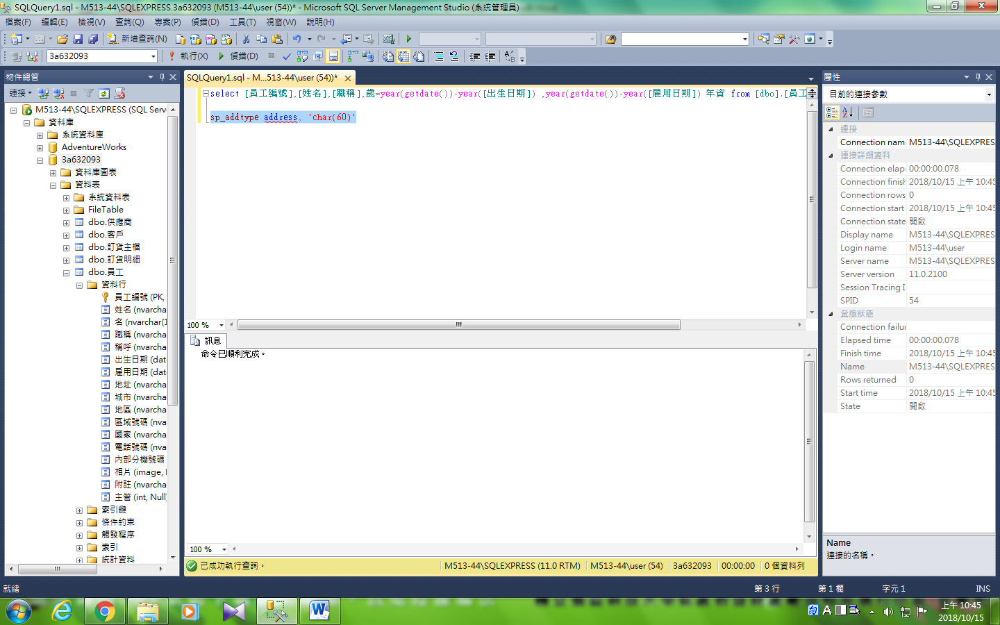 SQLQuery1.sql - M513-44\SQLEXPRESS.3a632093 (M513-44\user (54))* - Microsoft SQL Server Management Studio (系統管理員)
檔案(F) 編輯(E) 檢視(V) 查詢(Q) 專案(P) 偵錯(D) 工具(T) 視窗(W) 說明(H)
新增查詢(N)
3a632093 執行(X) 偵錯(D)
物件總管
連接
M513-44\SQLEXPRESS (SQL Serv
資料庫
系統資料庫
AdventureWorks
3a632093
資料庫圖表
資料表
系統資料表
FileTable
dbo.供應商
dbo.客戶
dbo.訂貨主檔
dbo.訂貨明細
dbo.員工
資料行
員工編號 (PK,
姓名 (nvarcha
名 (nvarchar(1
職稱 (nvarcha
稱呼 (nvarcha
出生日期 (dat
雇用日期 (dat
地址 (nvarcha
城市 (nvarcha
地區 (nvarcha
區域號碼 (nva
國家 (nvarcha
電話號碼 (nva
內部分機號碼
相片 (image, 
附註 (nvarcha
主管 (int, Null)
索引鍵
條件約束
觸發程序
索引
統計資料
SQLQuery1.sql - M...513-44\user (54))*
select [員工編號],[姓名],[職稱],歲=year(getdate())-year([出生日期]) ,year(getdate())-year([雇用日期]) 年資 from [dbo].[員工
sp_addtype address, 'char(60)'
100 %
訊息
命令已順利完成。
100 %
已成功執行查詢。 M513-44\SQLEXPRESS (11.0 RTM) M513-44\user (54) 3a632093 00:00:00 0 個資料列
屬性
目前的連接參數
連接
Connection nam M513-44\SQLEXPRES
連接詳細資料
Connection elap 00:00:00.078
Connection finish 2018/10/15 上午 10:45
Connection rows 0
Connection start 2018/10/15 上午 10:45
Connection state 開啟
Display name M513-44\SQLEXPRES
Login name M513-44\user
Server name M513-44\SQLEXPRES
Server version 11.0.2100
Session Tracing I
SPID 54
彙總狀態
Connection failur
Elapsed time 00:00:00.078
Finish time 2018/10/15 上午 10:45
Name M513-44\SQLEXPRES
Rows returned 0
Start time 2018/10/15 上午 10:45
State 開啟
Name
連接的名稱。
就緒 第 3 行 第 1 欄 字元 1 INS
A
上午 10:45
2018/10/15